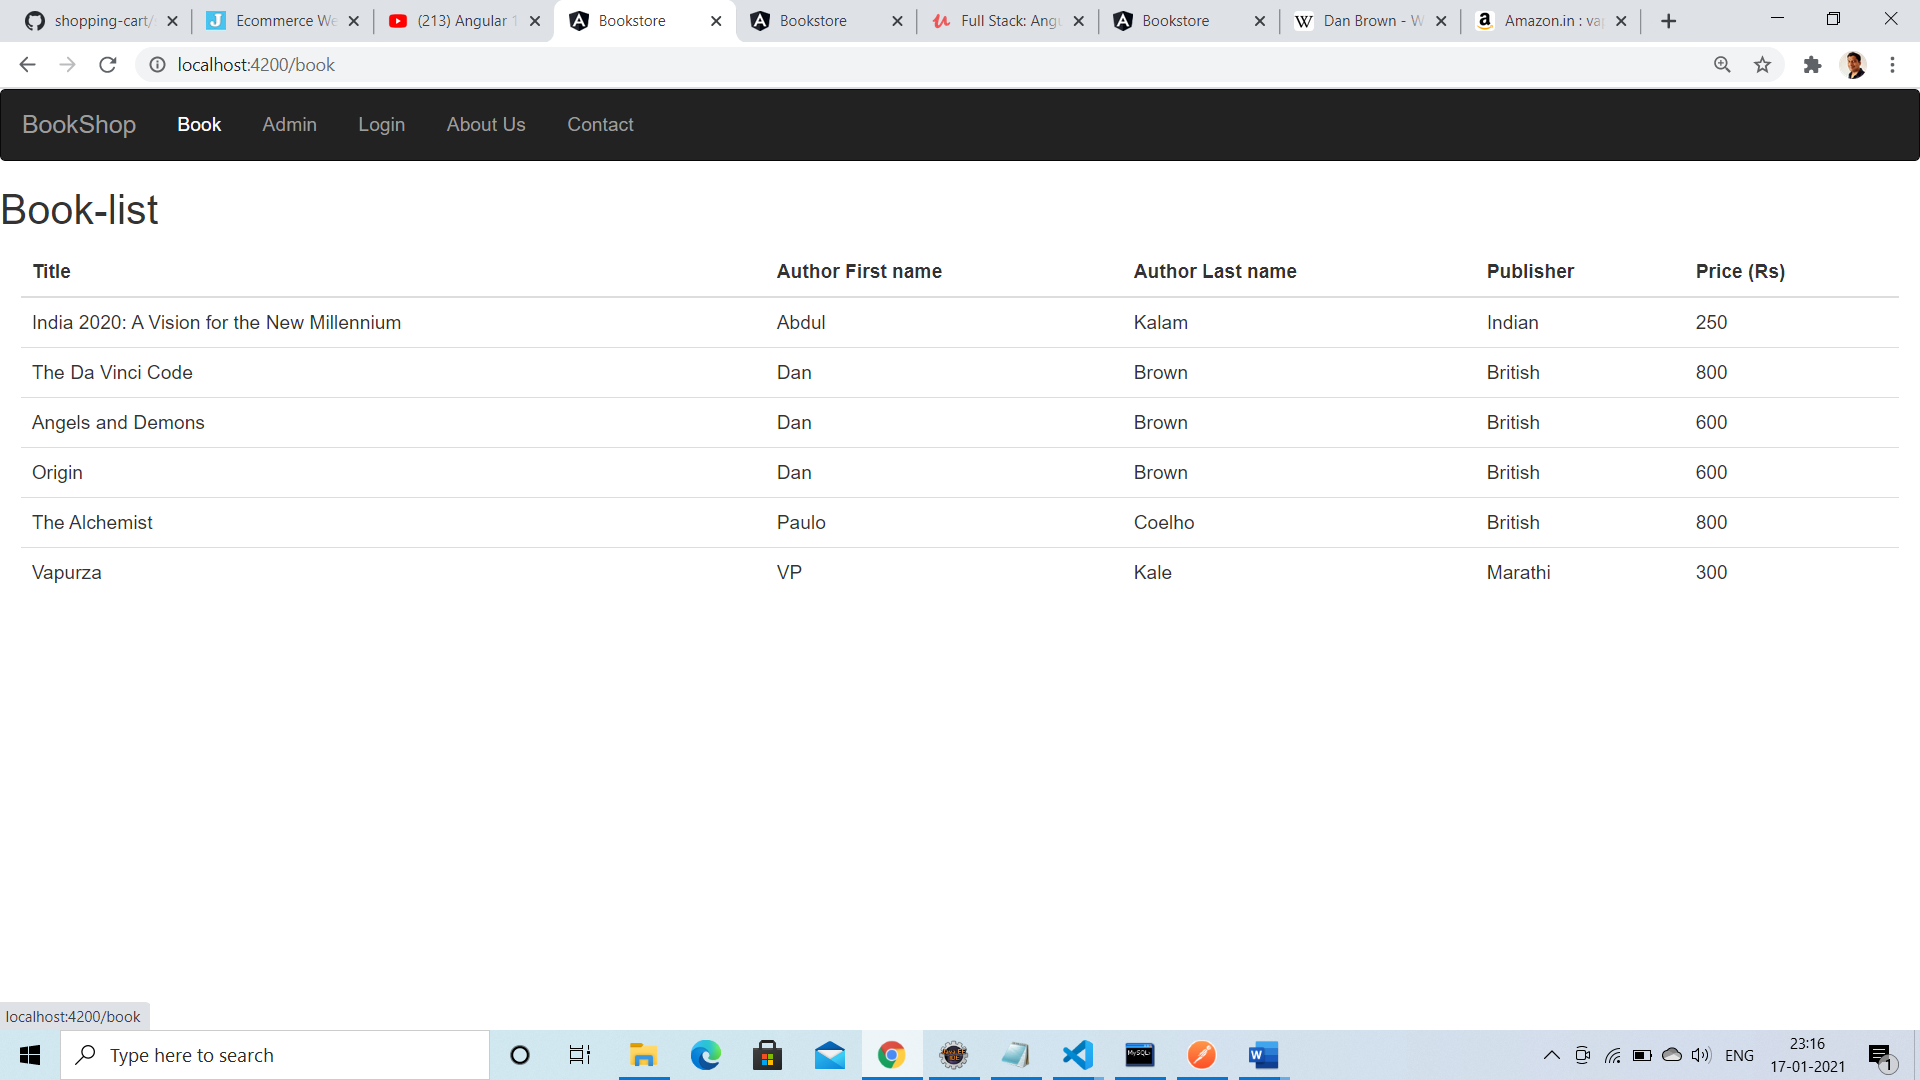 shopping-cart/ Ecommerce We (213) Angular 1 Bookstore Bookstore Full Stack: Angu Bookstore Dan Brown - W Amazon.in : va
localhost:4200/book
BookShop Book Admin Login About Us Contact
Book-list
Title Author First name Author Last name Publisher Price (Rs)
India 2020: A Vision for the New Millennium Abdul Kalam Indian 250
The Da Vinci Code Dan Brown British 800
Angels and Demons Dan Brown British 600
Origin Dan Brown British 600
The Alchemist Paulo Coelho British 800
Vapurza VP Kale Marathi 300
localhost:4200/book
Type here to search
MySQL
ENG
23:16
17-01-2021
1